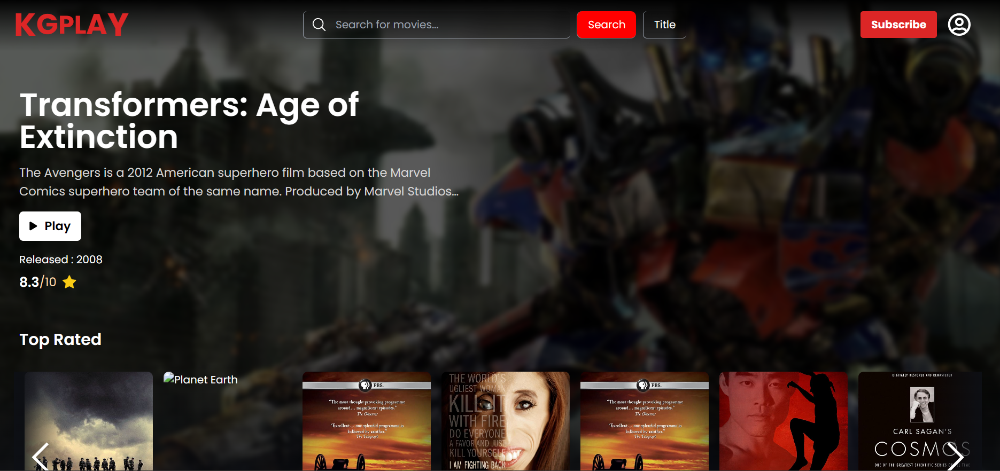 KGPLAY
Search for movies...
Search
Title
Subscribe
Transformers: Age of
Extinction
The Avengers is a 2012 American superhero film based on the Marvel
Comics superhero team of the same name. Produced by Marvel Studios...
Play
Released : 2008
8.3/10
Top Rated
Planet Earth
PBS.
"The most thought-provoking programme
around... magnificent episodes."
The Observer
"Excellent... one splendid programme is
followed by another."
The Telegraph
THE WORLD'S
UGLIEST WOMAN
KILL IT
WITH FIRE
DO EVERYONE
A FAVOR AND JUST
KILL YOURSELF
I AM FIGHTING BACK
PBS.
"The most thought-provoking programme
around... magnificent episodes."
The Observer
"Excellent... one splendid programme is
followed by another."
The Telegraph
DIGITALLY RESTORED AND REMASTERED
CARL SAGAN'S
COSMOS
ONE OF THE GREATEST SCIENTIFIC SERIES OF ALL TIME